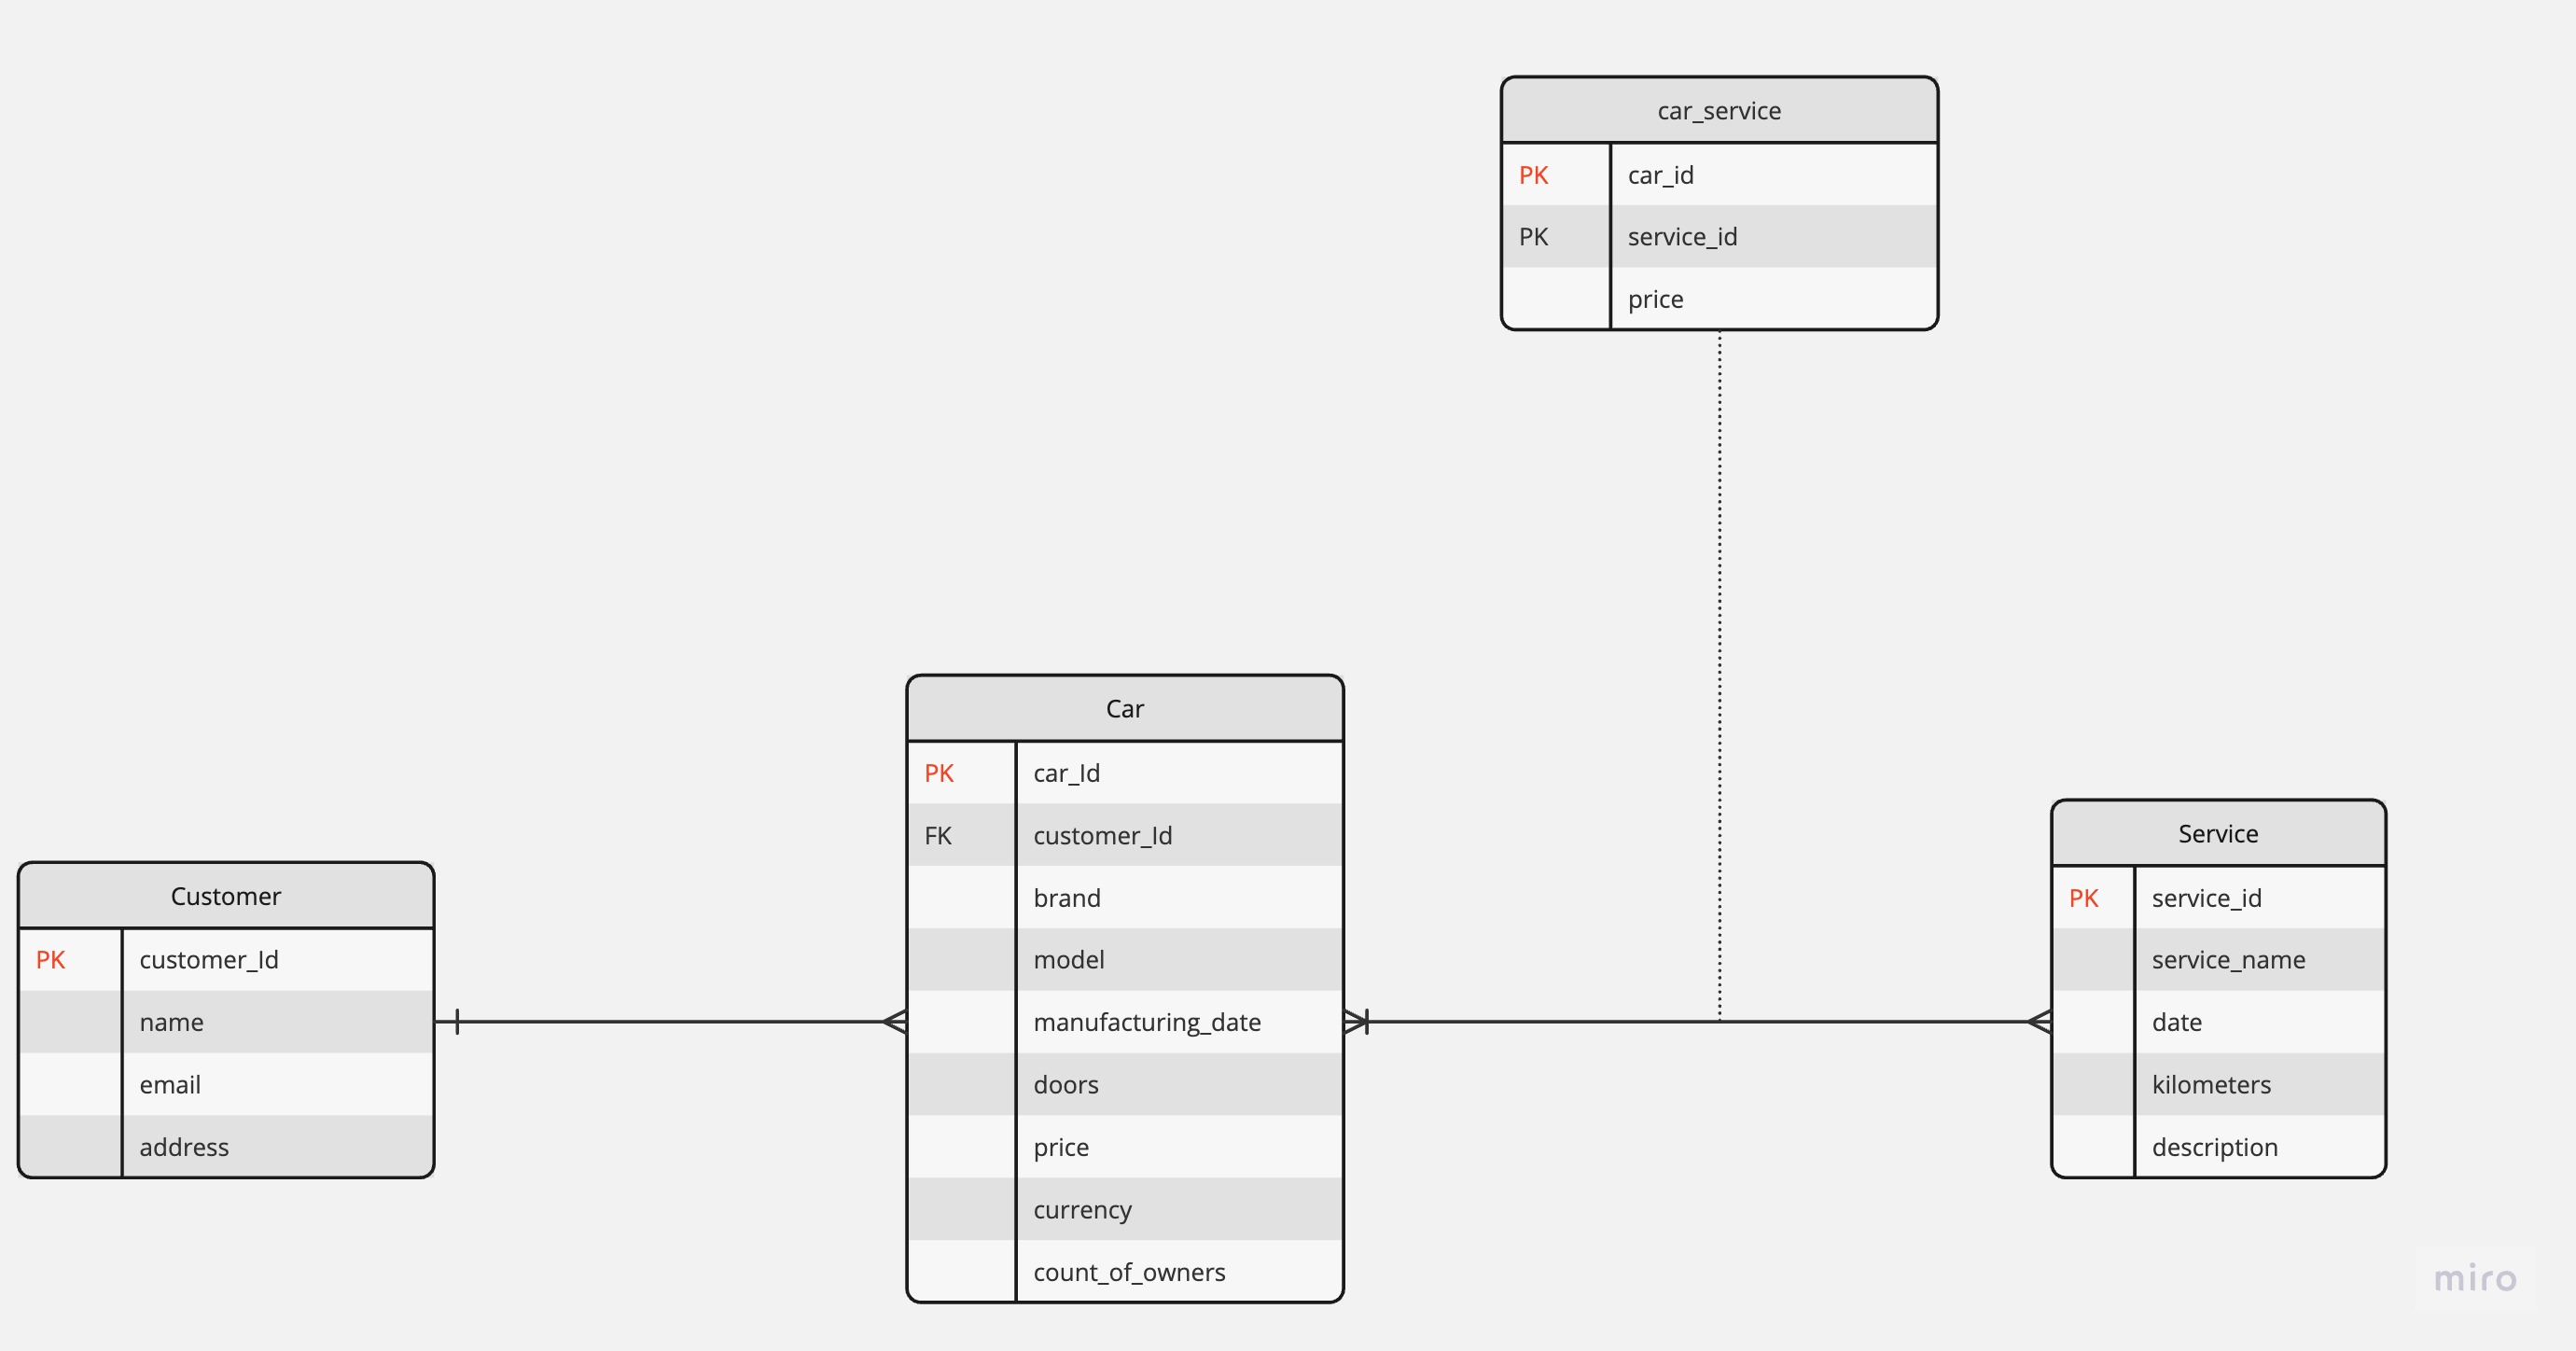 car_service
PK car_id
PK service_id
price
Car
PK car_Id
FK customer_Id
brand
model
manufacturing_date
doors
price
currency
count_of_owners
Customer
PK customer_Id
name
email
address
Service
PK service_id
service_name
date
kilometers
description
miro